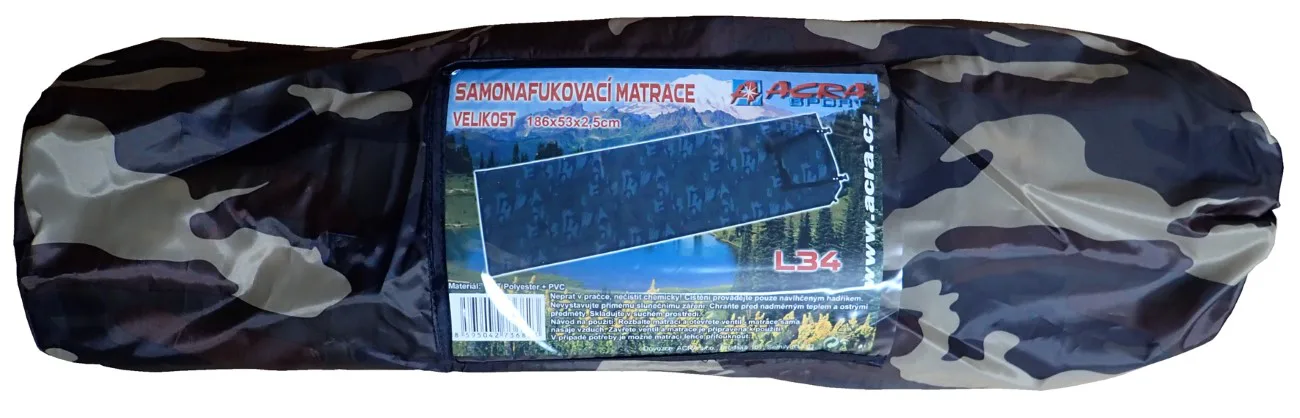 SAMONAFUKOVACÍ MATRACE
ACRA
SPORT
VELIKOST 186x53x2,5cm
www.acra.cz
L34
Materiál: Polyester + PVC
Neprat v pračce, nečistit chemicky! Čistění provádějte pouze navlhčeným hadříkem.
Nevystavujte přímému slunečnímu záření. Chraňte před nadměrným teplem a ostrými
předměty. Skladujte v suchém prostředí.
Návod na použití: Rozbalte matraci a otevřete ventil, matrace sama
nasaje vzduch. Zavřete ventil a matrace je připravena k použití.
V případě potřeby je možné matraci lehce přifouknout.